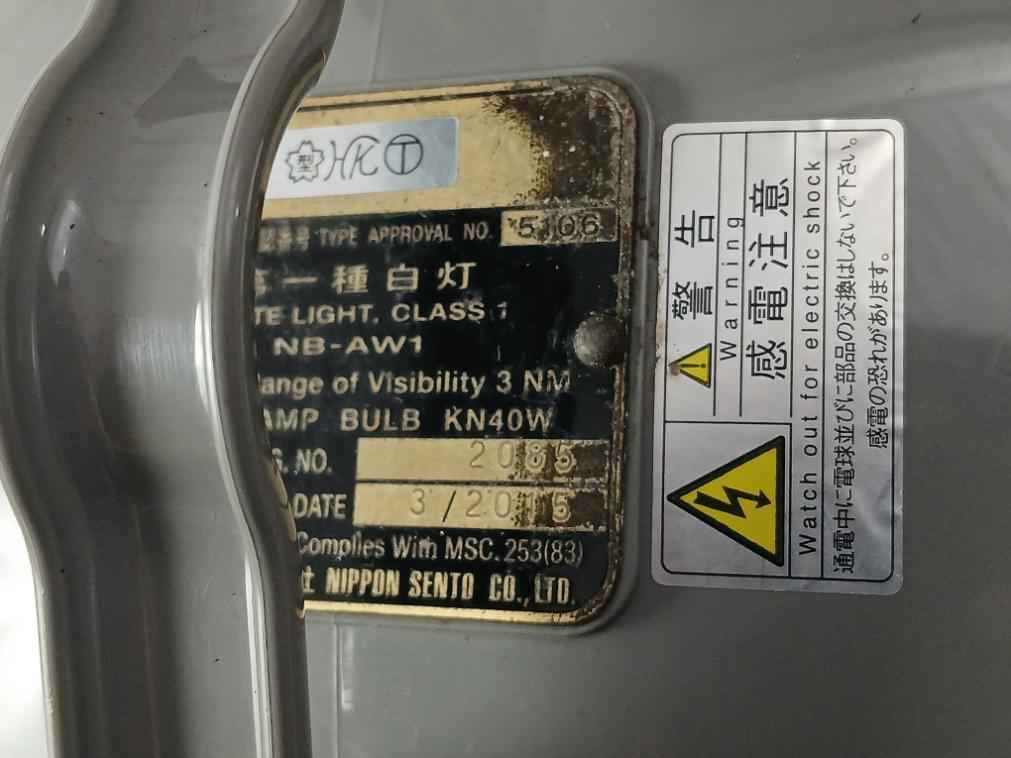 型 HK T
型番号 TYPE APPROVAL NO. 5106
第一種白灯
TE LIGHT. CLASS 1
NB-AW1
ange of Visibility 3 NM
AMP BULB KN40W
NO. 2085
DATE 3/2015
Complies With MSC. 253(83)
NIPPON SENTO CO.,LTD.
警告
Warning
感電注意
Watch out for electric shock
通電中に電球並びに部品の交換はしないで下さい。
感電の恐れがあります。